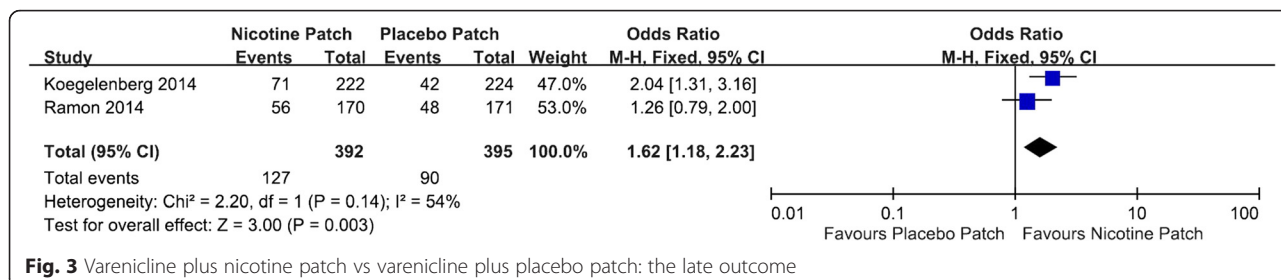 Nicotine Patch Placebo Patch Odds Ratio Odds Ratio
Study Events Total Events Total Weight M-H, Fixed, 95% CI M-H, Fixed, 95% CI
Koegelenberg 2014 71 222 42 224 47.0% 2.04 [1.31, 3.16]
Ramon 2014 56 170 48 171 53.0% 1.26 [0.79, 2.00]
Total (95% CI) 392 395 100.0% 1.62 [1.18, 2.23]
Total events 127 90
Heterogeneity: Chi² = 2.20, df = 1 (P = 0.14); I² = 54%
Test for overall effect: Z = 3.00 (P = 0.003)
0.01 0.1 1 10 100
Favours Placebo Patch Favours Nicotine Patch
Fig. 3 Varenicline plus nicotine patch vs varenicline plus placebo patch: the late outcome